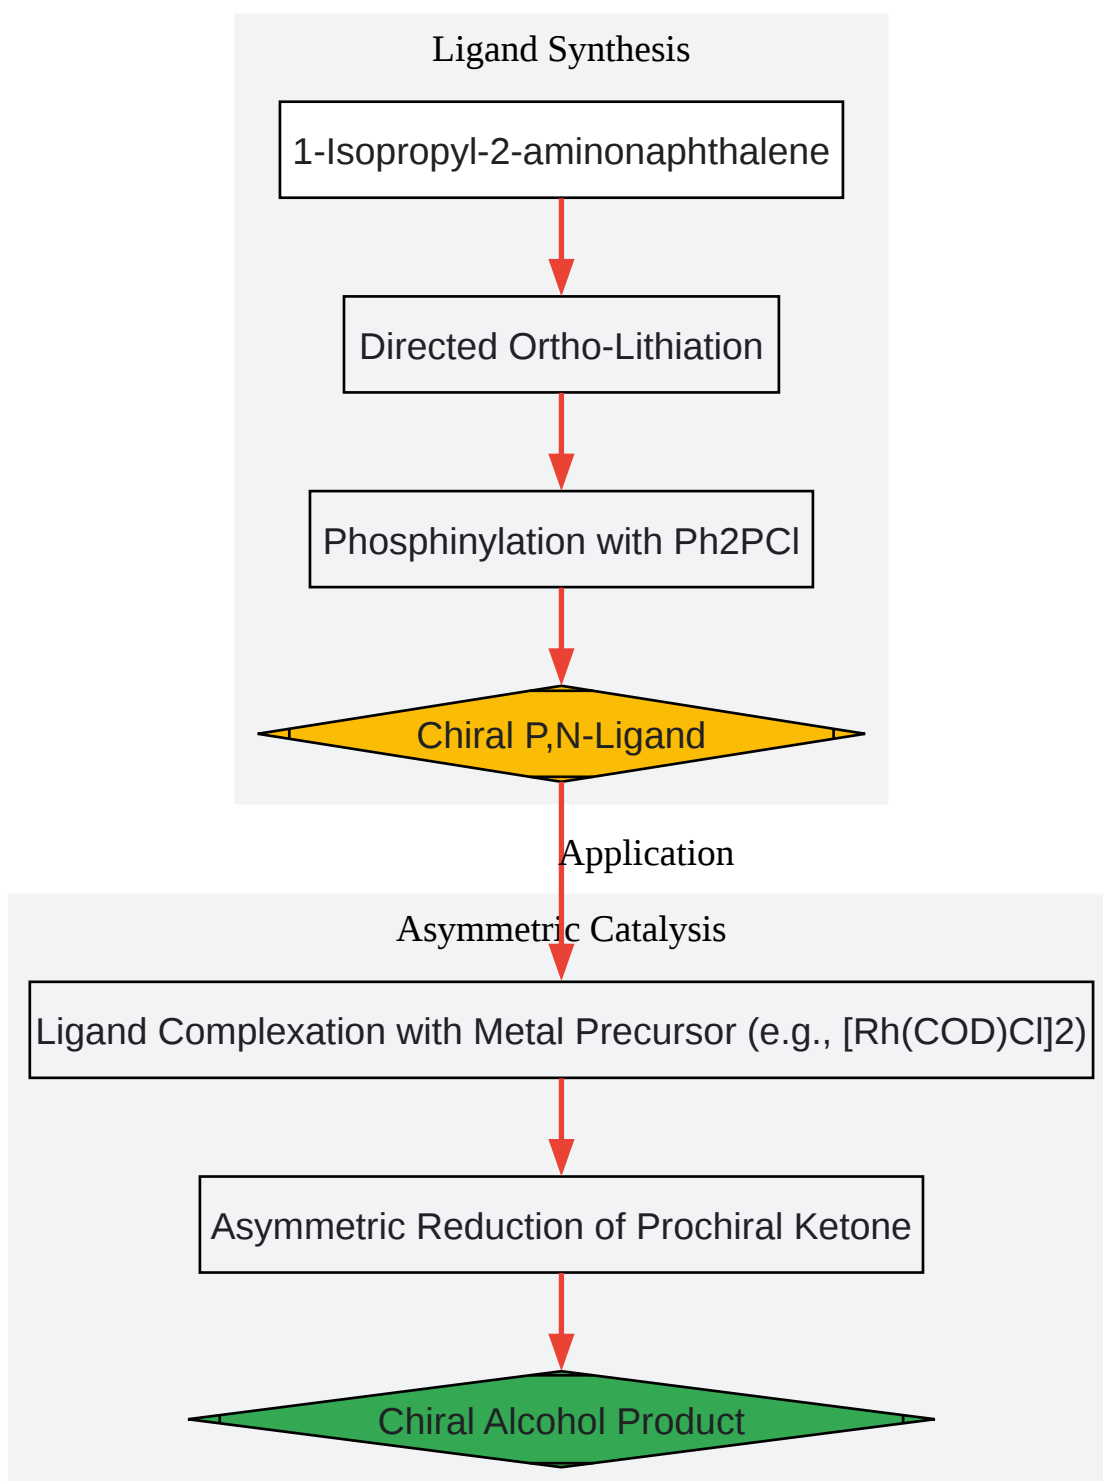 Ligand Synthesis
1-Isopropyl-2-aminonaphthalene
Directed Ortho-Lithiation
Phosphinylation with Ph2PCl
Chiral P,N-Ligand
Application
Asymmetric Catalysis
Ligand Complexation with Metal Precursor (e.g., [Rh(COD)Cl]2)
Asymmetric Reduction of Prochiral Ketone
Chiral Alcohol Product